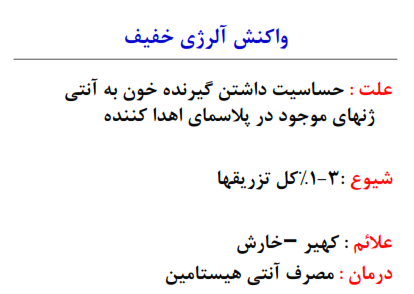 واکنش آلرژی خفیف
علت : حساسیت داشتن گیرنده خون به آنتی
ژنهای موجود در پلاسمای اهدا کننده
شیوع :۳-۱٪کل تزریقها
علائم : کهیر –خارش
درمان : مصرف آنتی هیستامین